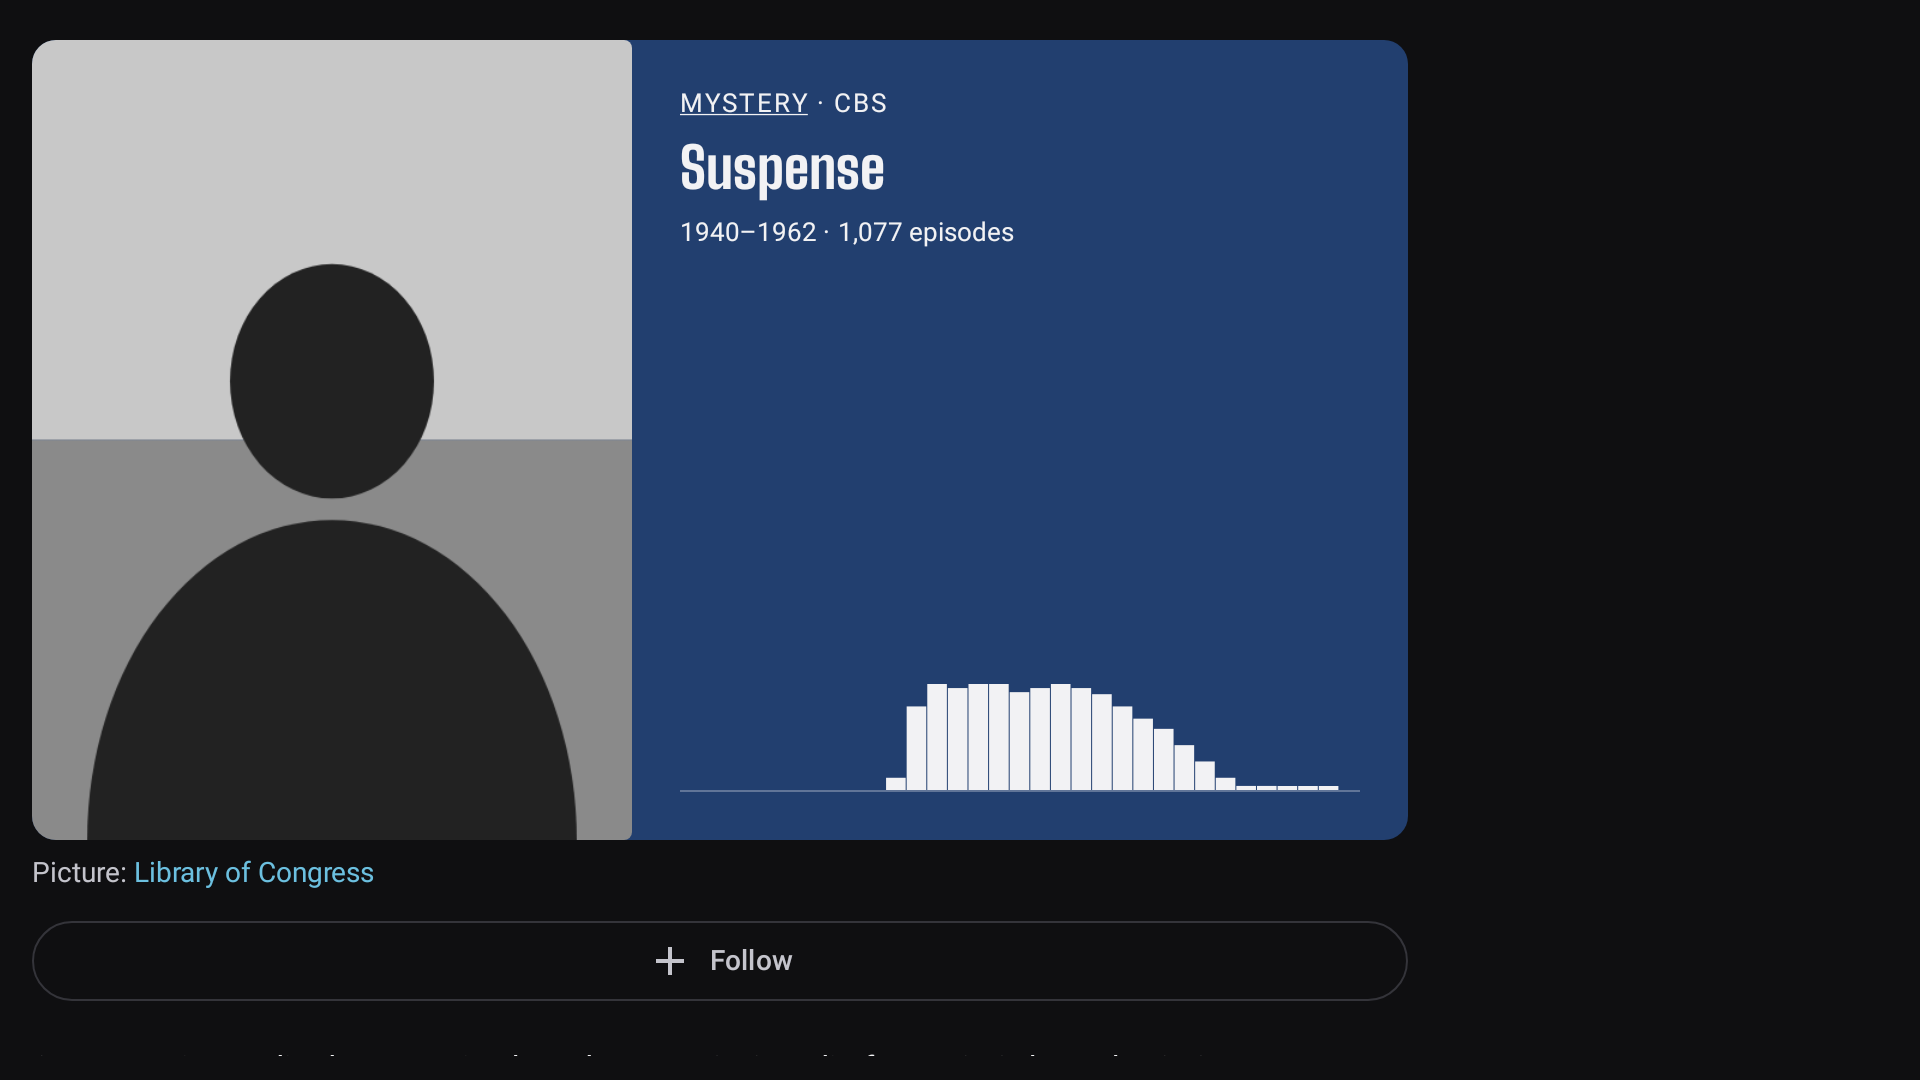 MYSTERY · CBS
Suspense
1940–1962 · 1,077 episodes
Picture: Library of Congress
Follow